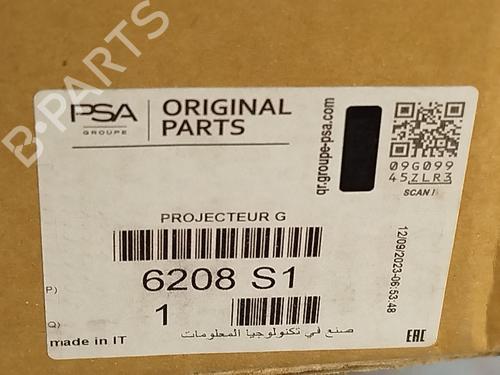 PSA
GROUPE
ORIGINAL
PARTS
qr.groupe-psa.com
09G099
45ZLR3
SCAN !
PROJECTEUR G
P)
6208 S1
Q)
1
12/09/2023-06:53:48
made in IT
صنع في تكنولوجيا المعلومات
EAC
B-PARTS